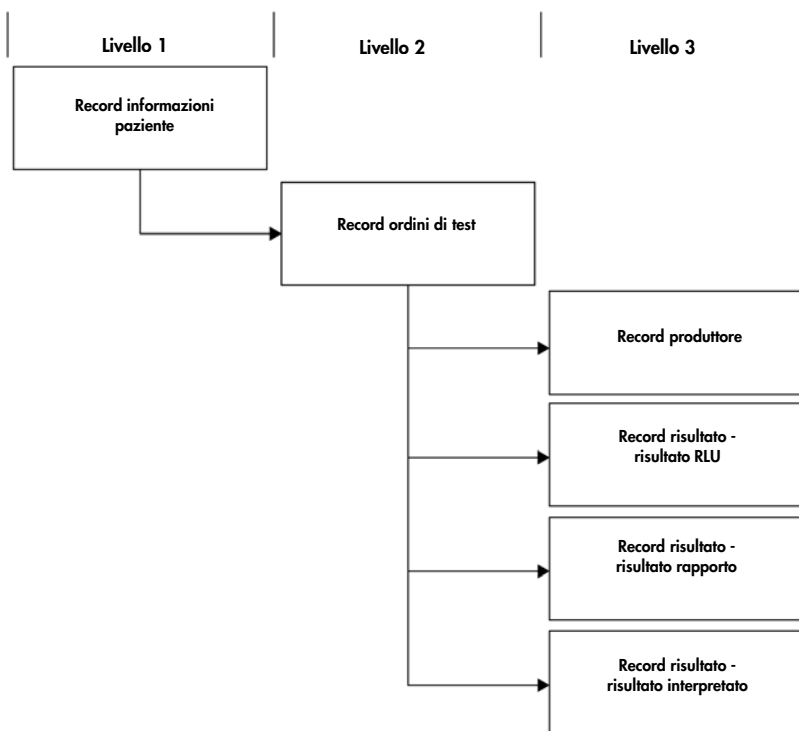 Livello 1
Livello 2
Livello 3
Record informazioni
paziente
Record ordini di test
Record produttore
Record risultato -
risultato RLU
Record risultato -
risultato rapporto
Record risultato -
risultato interpretato